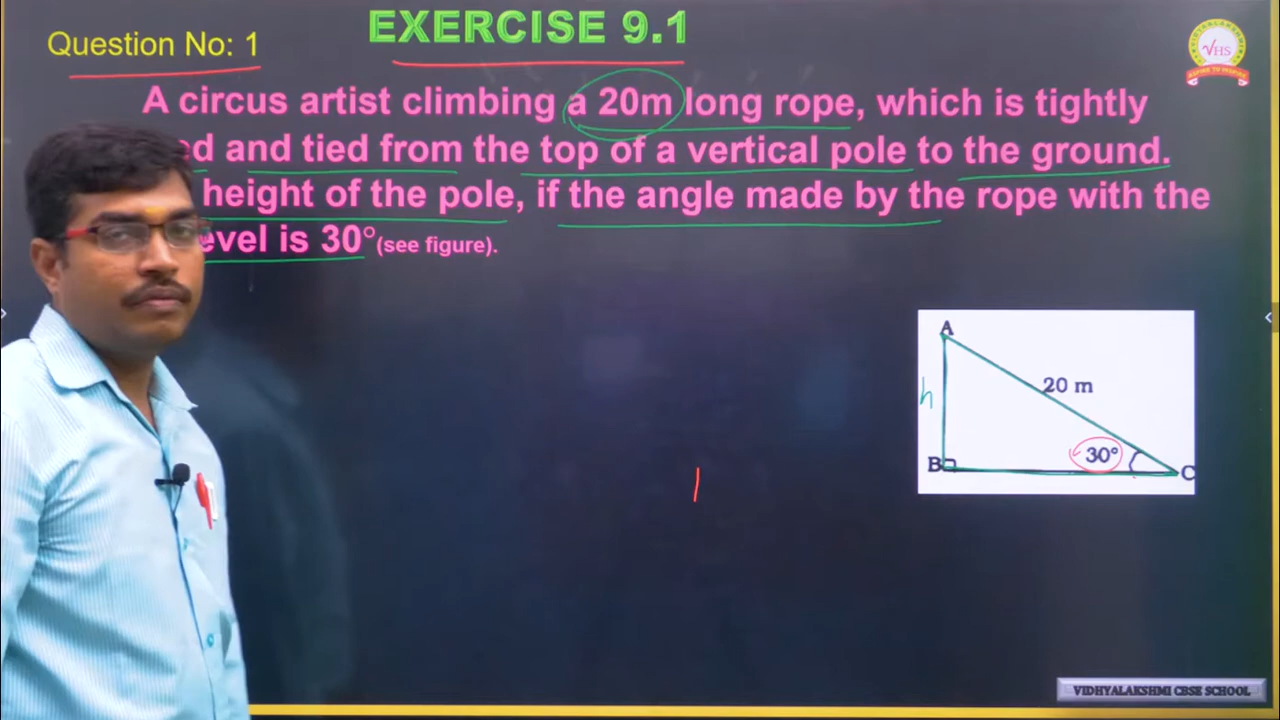 EXERCISE 9.1
Question No: 1
A circus artist climbing a 20m long rope, which is tightly
ed and tied from the top of a vertical pole to the ground.
height of the pole, if the angle made by the rope with the
evel is 30° (see figure).
A
20 m
h
30°
B
C
VHS
VIDHYALAKSHMI CBSE SCHOOL